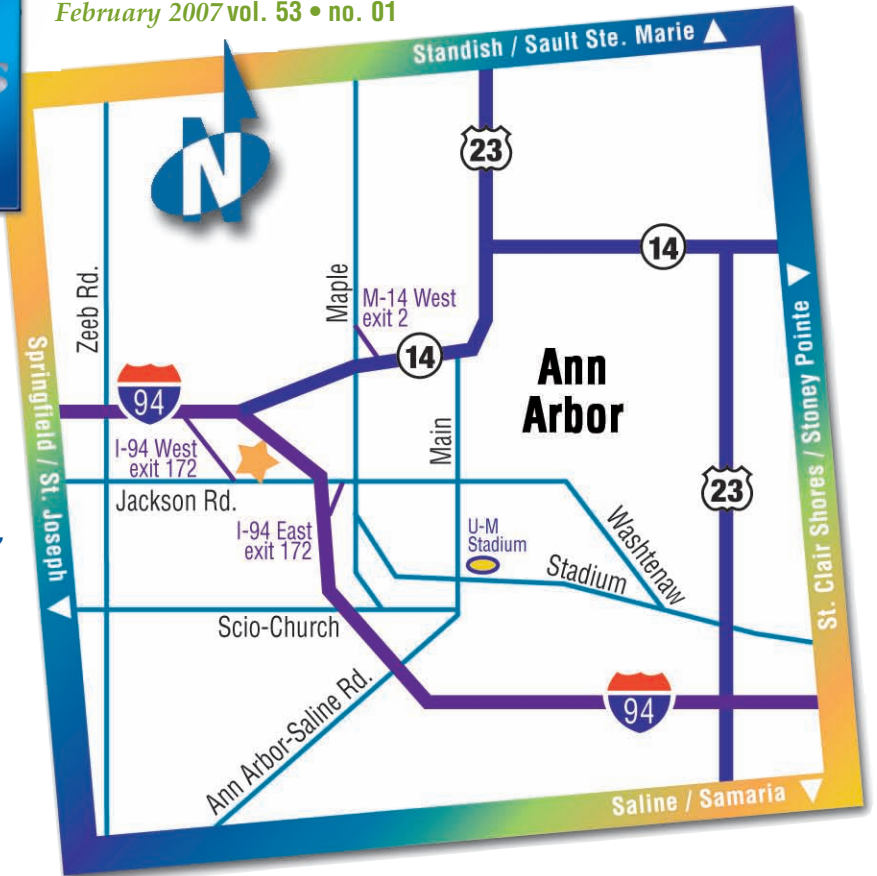 February 2007 vol. 53 • no. 01
Standish / Sault Ste. Marie
N
23
14
Zeeb Rd.
Maple
M-14 West
exit 2
14
Ann
Arbor
St. Clair Shores / Stoney Pointe
Springfield / St. Joseph
94
I-94 West
exit 172
Main
Jackson Rd.
23
I-94 East
exit 172
U-M
Stadium
Washtenaw
Stadium
Scio-Church
Ann Arbor-Saline Rd.
94
Saline / Samaria